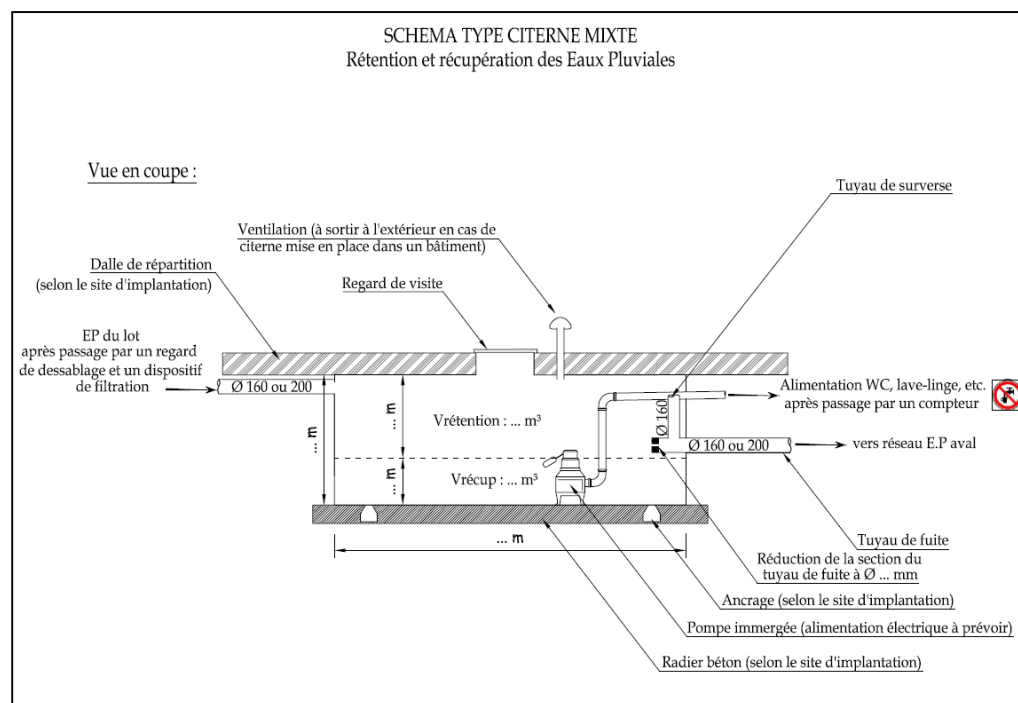 SCHEMA TYPE CITERNE MIXTE
Rétention et récupération des Eaux Pluviales
Vue en coupe :
Tuyau de surverse
Ventilation (à sortir à l'extérieur en cas de
citerne mise en place dans un bâtiment)
Dalle de répartition
(selon le site d'implantation)
Regard de visite
EP du lot
après passage par un regard
de dessablage et un dispositif
de filtration
Ø 160 ou 200
Alimentation WC, lave-linge, etc.
après passage par un compteur
... m
... m
Vrétention : ... m³
Ø 160
Ø 160 ou 200
vers réseau E.P aval
... m
Vrécup : ... m³
... m
Tuyau de fuite
Réduction de la section du
tuyau de fuite à Ø ... mm
Ancrage (selon le site d'implantation)
Pompe immergée (alimentation électrique à prévoir)
Radier béton (selon le site d'implantation)